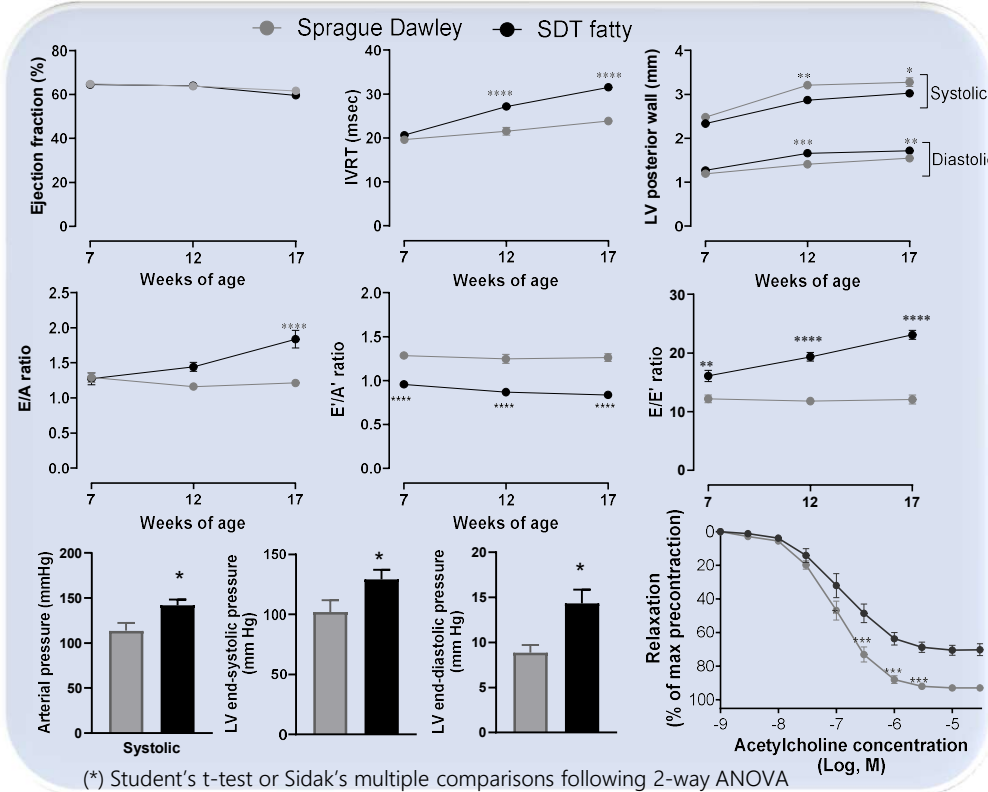 Sprague Dawley SDT fatty
Ejection fraction (%)
80
60
40
20
0
7 12 17
Weeks of age
IVRT (msec)
40
30
20
10
0
**** ****
7 12 17
Weeks of age
LV posterior wall (mm)
4
3
2
1
0
** *
Systolic
*** **
Diastolic
7 12 17
Weeks of age
E/A ratio
2.5
2.0
1.5
1.0
0.5
0.0
****
7 12 17
Weeks of age
E'/A' ratio
2.0
1.5
1.0
0.5
0.0
**** **** ****
7 12 17
Weeks of age
E/E' ratio
30
20
10
0
** **** ****
7 12 17
Arterial pressure (mmHg)
200
150
100
50
0
*
Systolic
LV end-systolic pressure
(mm Hg)
150
100
50
0
*
LV end-diastolic pressure
(mm Hg)
20
15
10
5
0
*
Relaxation
(% of max precontraction)
0
20
40
60
80
100
* *** *** ***
-9 -8 -7 -6 -5
Acetylcholine concentration
(Log, M)
(*) Student's t-test or Sidak's multiple comparisons following 2-way ANOVA